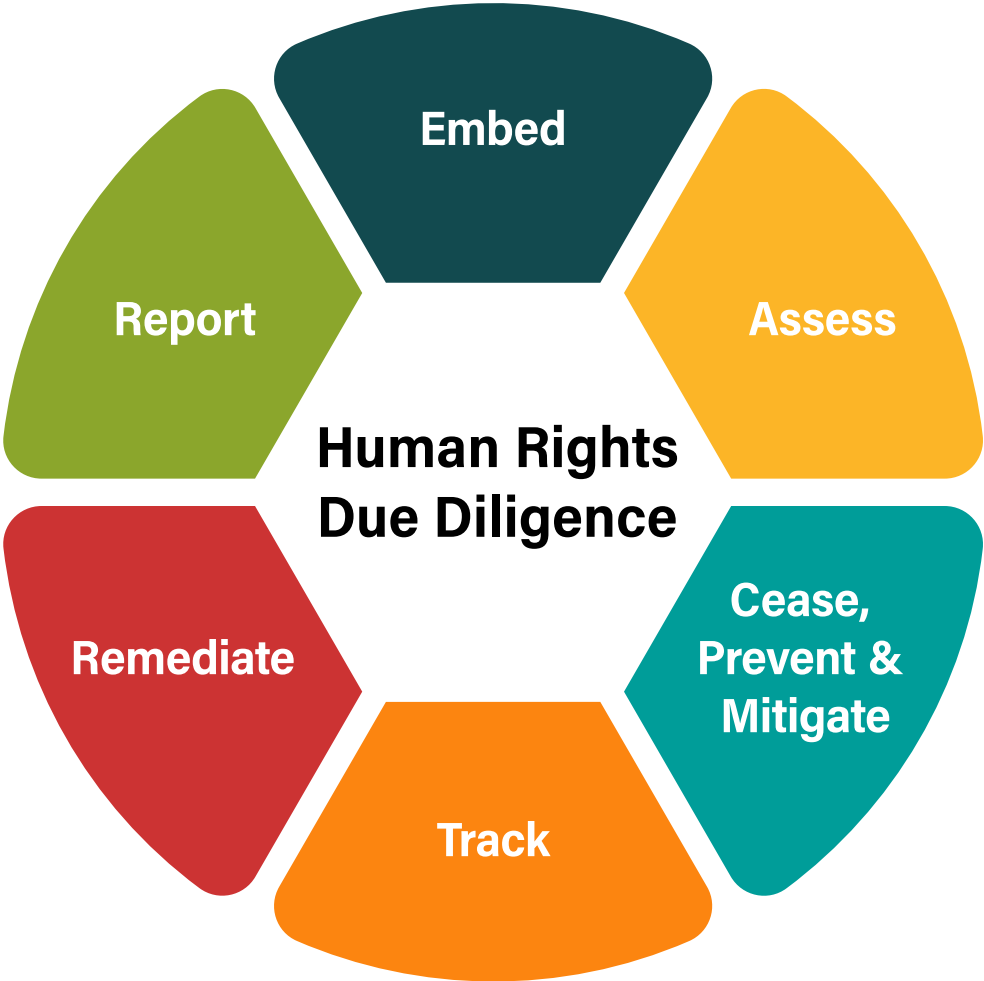 Embed
Assess
Cease,
Prevent &
Mitigate
Track
Remediate
Report
Human Rights
Due Diligence